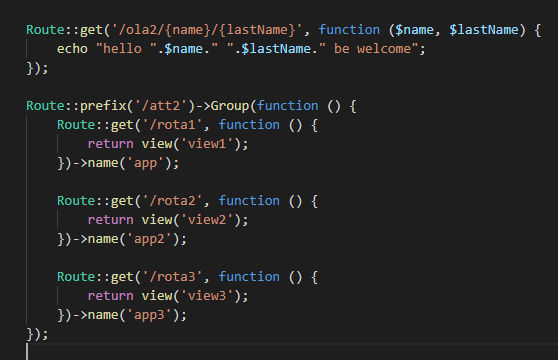 Route::get('/ola2/{name}/{lastName}', function ($name, $lastName) {
    echo "hello ".$name." ".$lastName." be welcome";
});

Route::prefix('/att2')->Group(function () {
    Route::get('/rota1', function () {
        return view('view1');
    })->name('app');

    Route::get('/rota2', function () {
        return view('view2');
    })->name('app2');

    Route::get('/rota3', function () {
        return view('view3');
    })->name('app3');
});